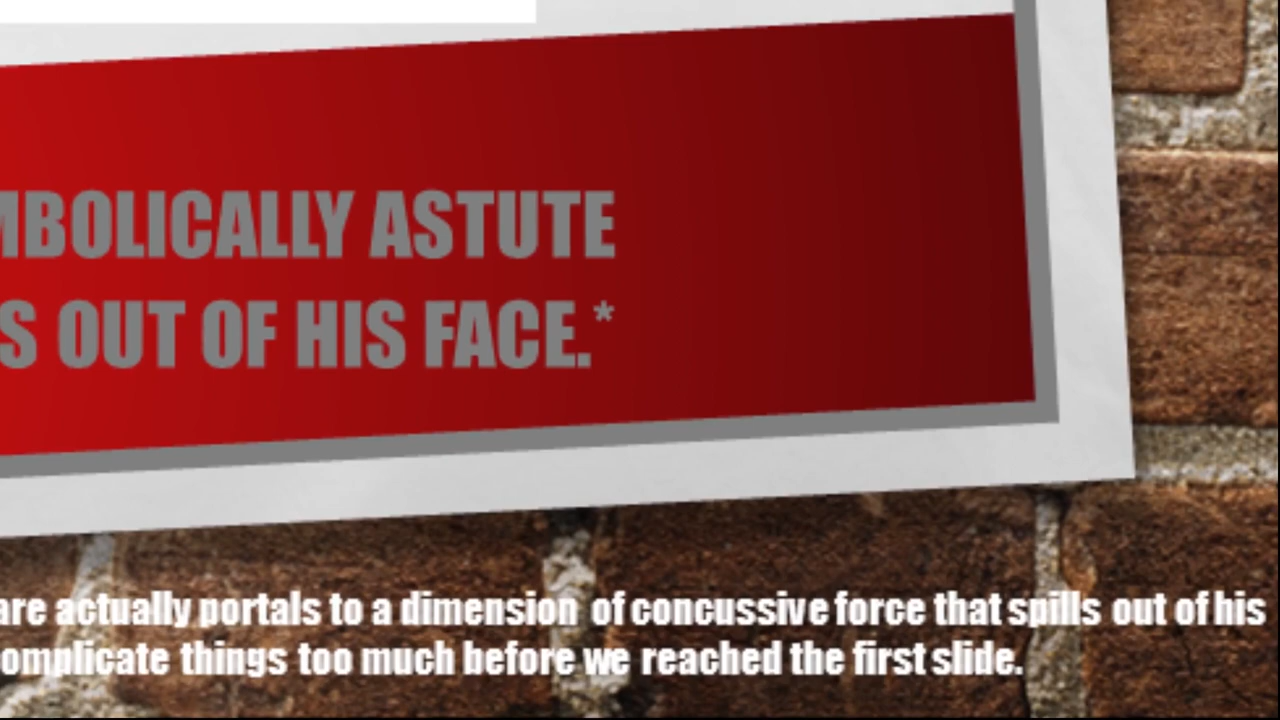 MBOLICALLY ASTUTE
S OUT OF HIS FACE.*
are actually portals to a dimension of concussive force that spills out of his
omplicate things too much before we reached the first slide.